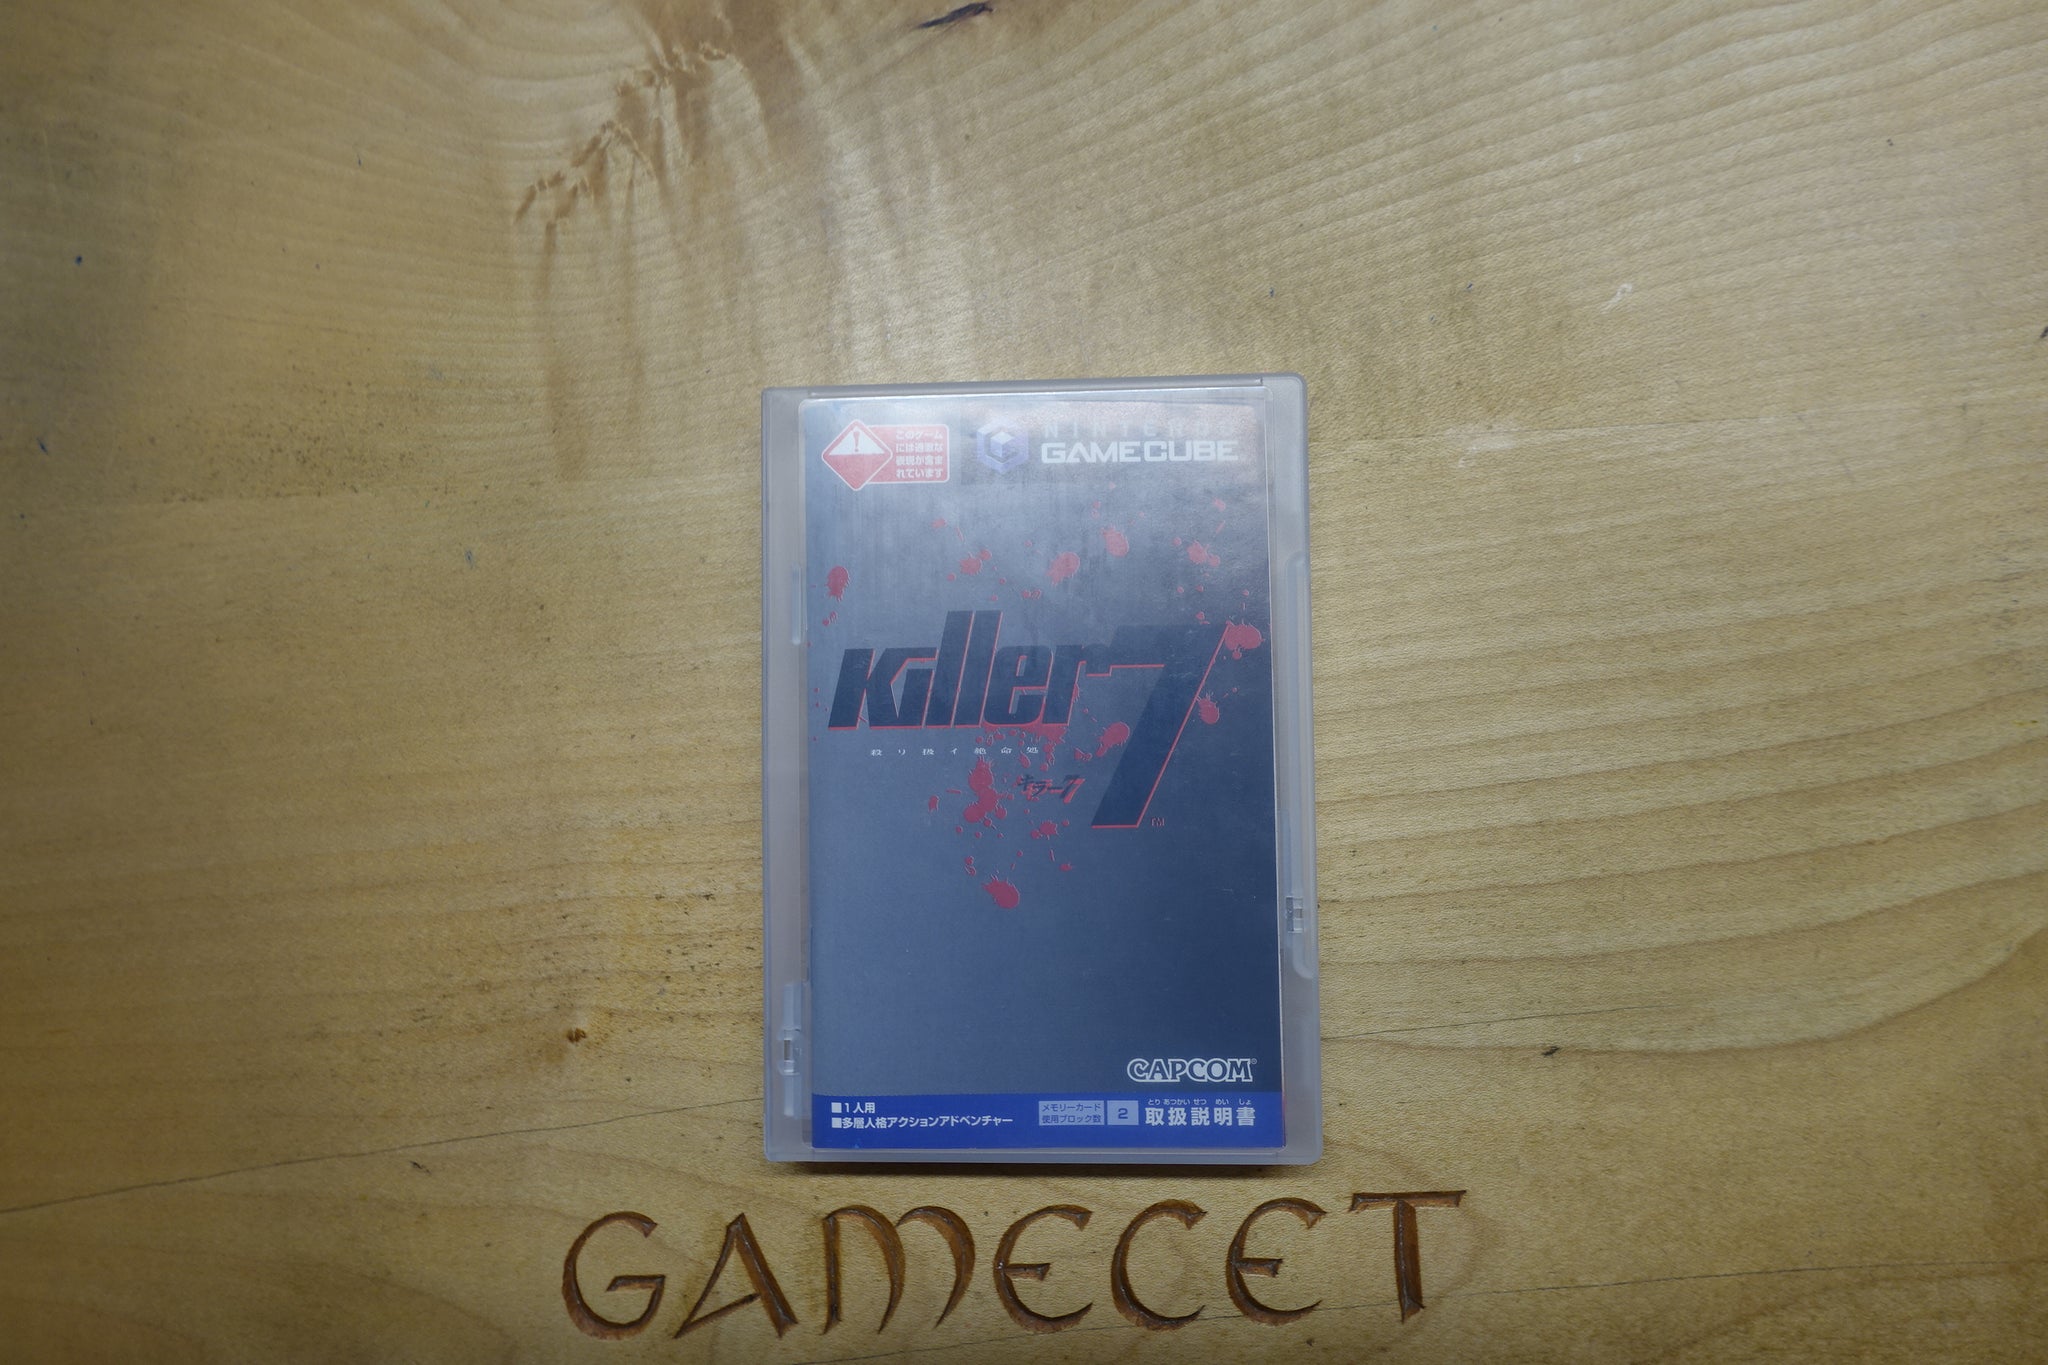 このゲーム
には過激な
表現が含ま
れています
NINTENDO
GAMECUBE
killer7
殺リ扱イ絶命処
キラー7
TM
CAPCOM®
■1人用
■多層人格アクションアドベンチャー
メモリーカード
使用ブロック数
2
とりあつかいせつめいしょ
取扱説明書
GAMECET